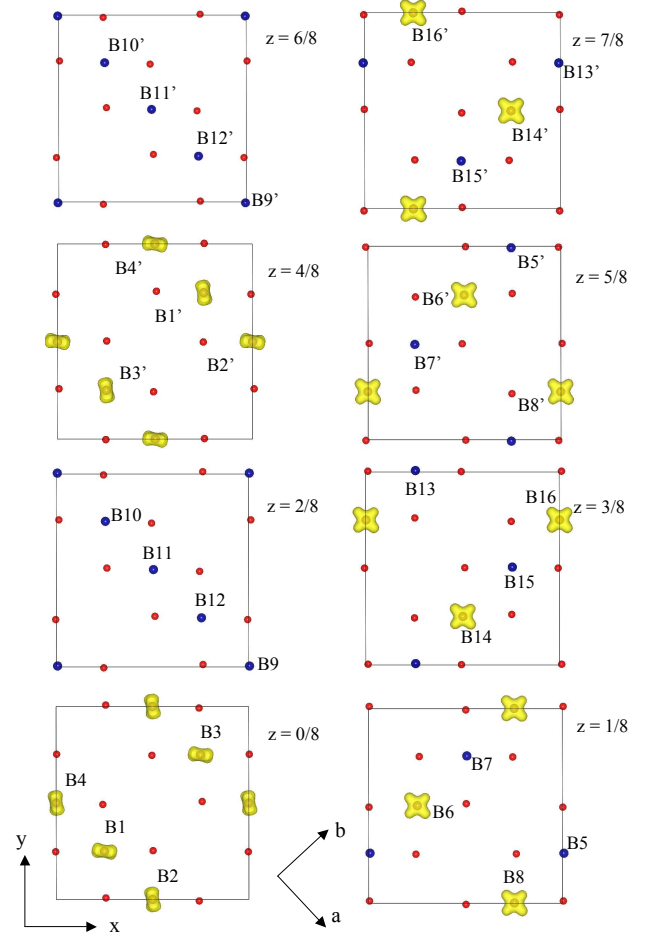 z = 6/8
B10’
B11’
B12’
B9’
z = 7/8
B16’
B13’
B14’
B15’
z = 4/8
B4’
B1’
B2’
B3’
z = 5/8
B5’
B6’
B7’
B8’
z = 2/8
B10
B11
B12
B9
z = 3/8
B13
B16
B15
B14
z = 0/8
B3
B4
B1
B2
y
x
z = 1/8
B7
B6
B5
B8
b
a